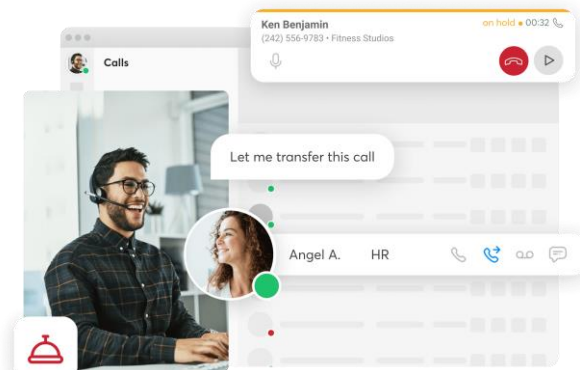 Ken Benjamin
on hold • 00:32
(242) 556-9783 • Fitness Studios
Calls
Let me transfer this call
Angel A. HR